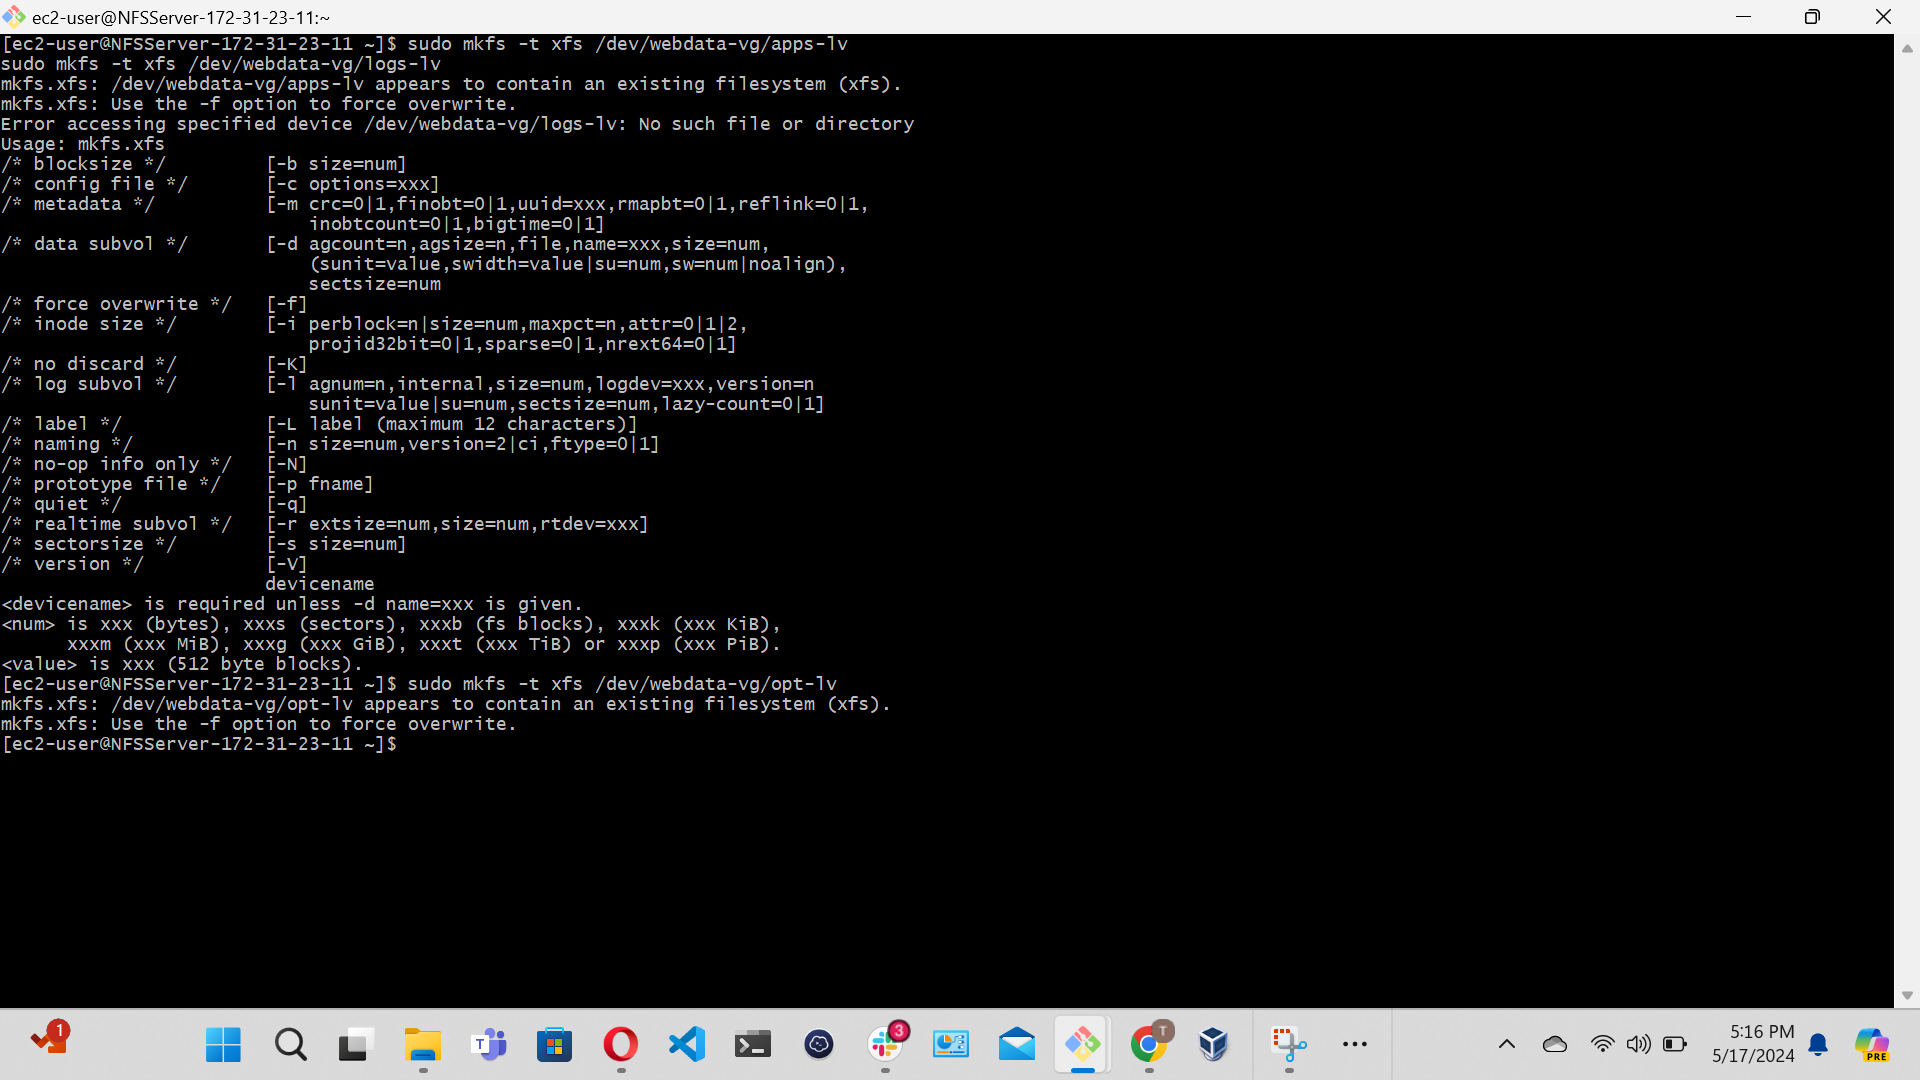 ec2-user@NFSServer-172-31-23-11:~
[ec2-user@NFSServer-172-31-23-11 ~]$ sudo mkfs -t xfs /dev/webdata-vg/apps-lv
sudo mkfs -t xfs /dev/webdata-vg/logs-lv
mkfs.xfs: /dev/webdata-vg/apps-lv appears to contain an existing filesystem (xfs).
mkfs.xfs: Use the -f option to force overwrite.
Error accessing specified device /dev/webdata-vg/logs-lv: No such file or directory
Usage: mkfs.xfs
/* blocksize */         [-b size=num]
/* config file */       [-c options=xxx]
/* metadata */          [-m crc=0|1,finobt=0|1,uuid=xxx,rmapbt=0|1,reflink=0|1,
                            inobtcount=0|1,bigtime=0|1]
/* data subvol */       [-d agcount=n,agsize=n,file,name=xxx,size=num,
                            (sunit=value,swidth=value|su=num,sw=num|noalign),
                            sectsize=num
/* force overwrite */   [-f]
/* inode size */        [-i perblock=n|size=num,maxpct=n,attr=0|1|2,
                            projid32bit=0|1,sparse=0|1,nrext64=0|1]
/* no discard */        [-K]
/* log subvol */        [-l agnum=n,internal,size=num,logdev=xxx,version=n
                            sunit=value|su=num,sectsize=num,lazy-count=0|1]
/* label */             [-L label (maximum 12 characters)]
/* naming */            [-n size=num,version=2|ci,ftype=0|1]
/* no-op info only */   [-N]
/* prototype file */    [-p fname]
/* quiet */             [-q]
/* realtime subvol */   [-r extsize=num,size=num,rtdev=xxx]
/* sectorsize */        [-s size=num]
/* version */           [-V]
                        devicename
<devicename> is required unless -d name=xxx is given.
<num> is xxx (bytes), xxxs (sectors), xxxb (fs blocks), xxxk (xxx KiB),
      xxxm (xxx MiB), xxxg (xxx GiB), xxxt (xxx TiB) or xxxp (xxx PiB).
<value> is xxx (512 byte blocks).
[ec2-user@NFSServer-172-31-23-11 ~]$ sudo mkfs -t xfs /dev/webdata-vg/opt-lv
mkfs.xfs: /dev/webdata-vg/opt-lv appears to contain an existing filesystem (xfs).
mkfs.xfs: Use the -f option to force overwrite.
[ec2-user@NFSServer-172-31-23-11 ~]$
1
T
3
T
PRE
5:16 PM
5/17/2024